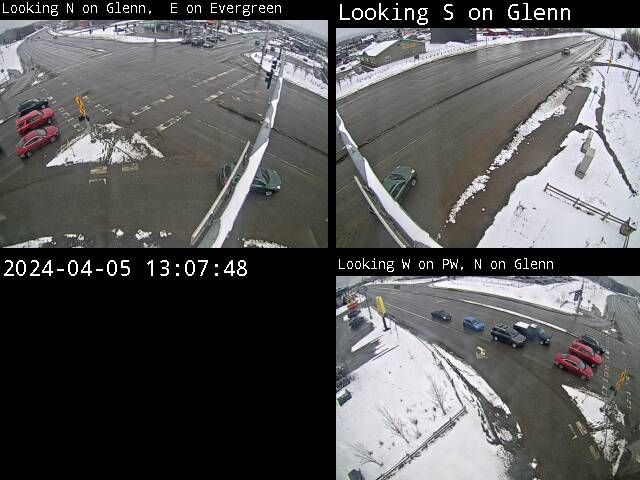 Looking N on Glenn,  E on Evergreen
Looking S on Glenn
2024-04-05 13:07:48
Looking W on PW, N on Glenn